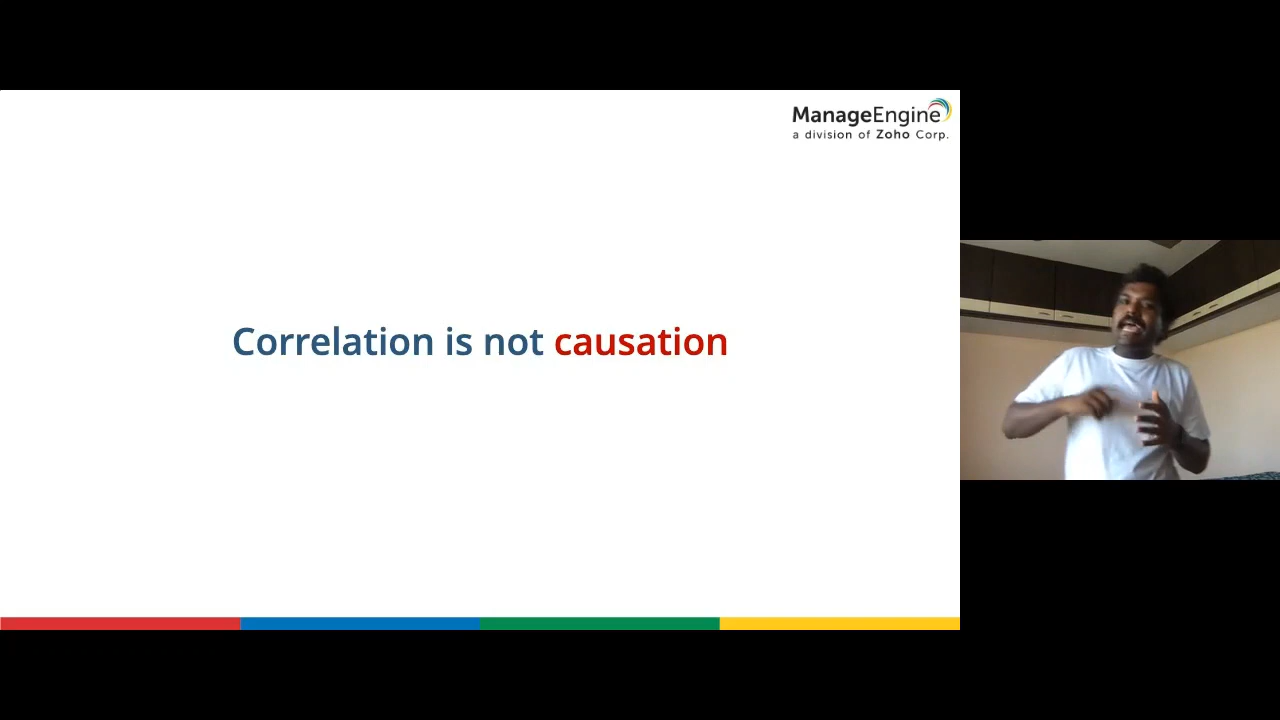 ManageEngine
a division of Zoho Corp.
Correlation is not causation